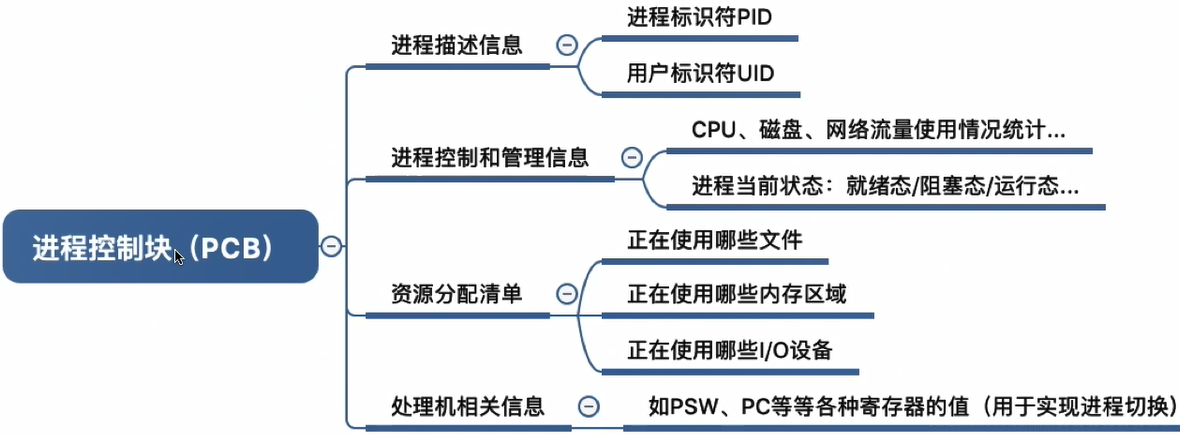 进程控制块（PCB）
进程描述信息
进程标识符PID
用户标识符UID
进程控制和管理信息
CPU、磁盘、网络流量使用情况统计...
进程当前状态：就绪态/阻塞态/运行态...
资源分配清单
正在使用哪些文件
正在使用哪些内存区域
正在使用哪些I/O设备
处理机相关信息
如PSW、PC等等各种寄存器的值（用于实现进程切换）